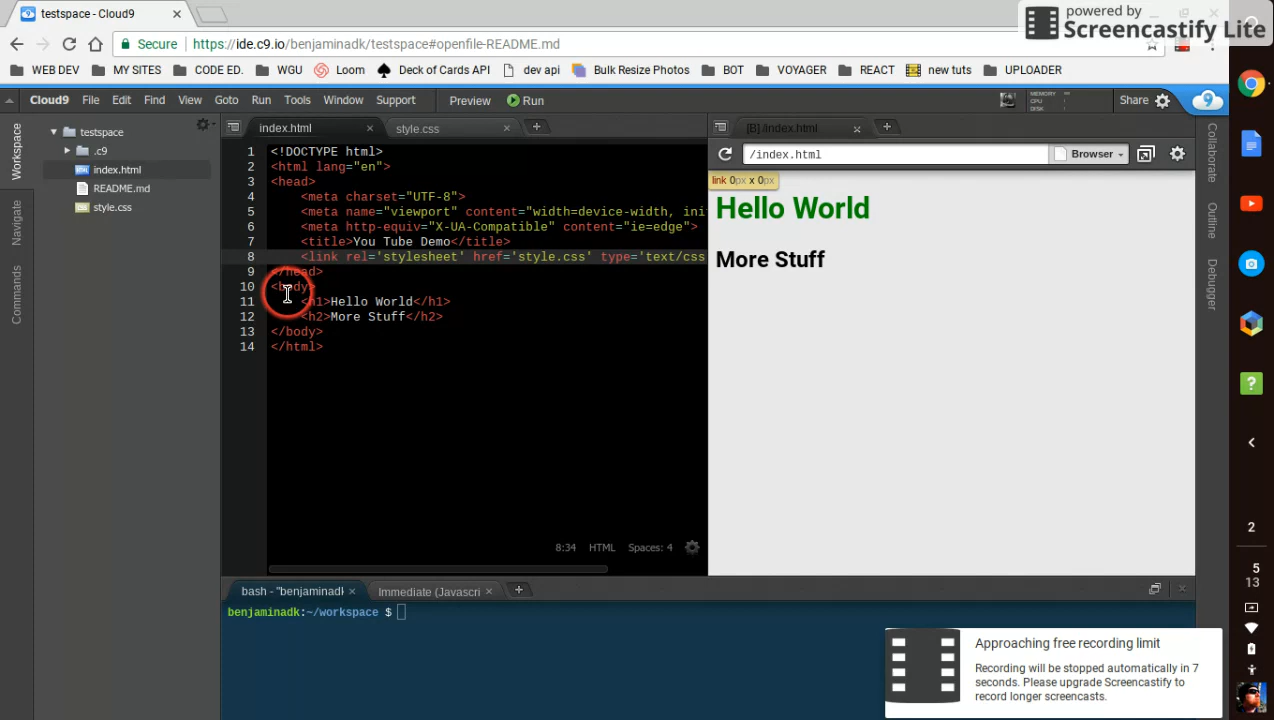 testspace - Cloud9
powered by
Screencastify Lite
Secure https://ide.c9.io/benjaminadk/testspace#openfile-README.md
WEB DEV MY SITES CODE ED. WGU Loom Deck of Cards API dev api Bulk Resize Photos BOT VOYAGER REACT new tuts UPLOADER
Cloud9 File Edit Find View Goto Run Tools Window Support Preview Run MEMORY CPU DISK Share
Workspace
Navigate
Commands
testspace
.c9
index.html
README.md
style.css
index.html style.css
1 <!DOCTYPE html>
2 <html lang="en">
3 <head>
4 <meta charset="UTF-8">
5 <meta name="viewport" content="width=device-width, ini
6 <meta http-equiv="X-UA-Compatible" content="ie=edge">
7 <title>You Tube Demo</title>
8 <link rel='stylesheet' href='style.css' type='text/css
9 </head>
10 <body>
11 <h1>Hello World</h1>
12 <h2>More Stuff</h2>
13 </body>
14 </html>
8:34 HTML Spaces: 4
[B] /index.html
/index.html Browser
link 0px x 0px
Hello World
More Stuff
Collaborate
Outline
Debugger
bash - "benjaminadk Immediate (Javascri
benjaminadk:~/workspace $
Approaching free recording limit
Recording will be stopped automatically in 7
seconds. Please upgrade Screencastify to
record longer screencasts.
2
5
13